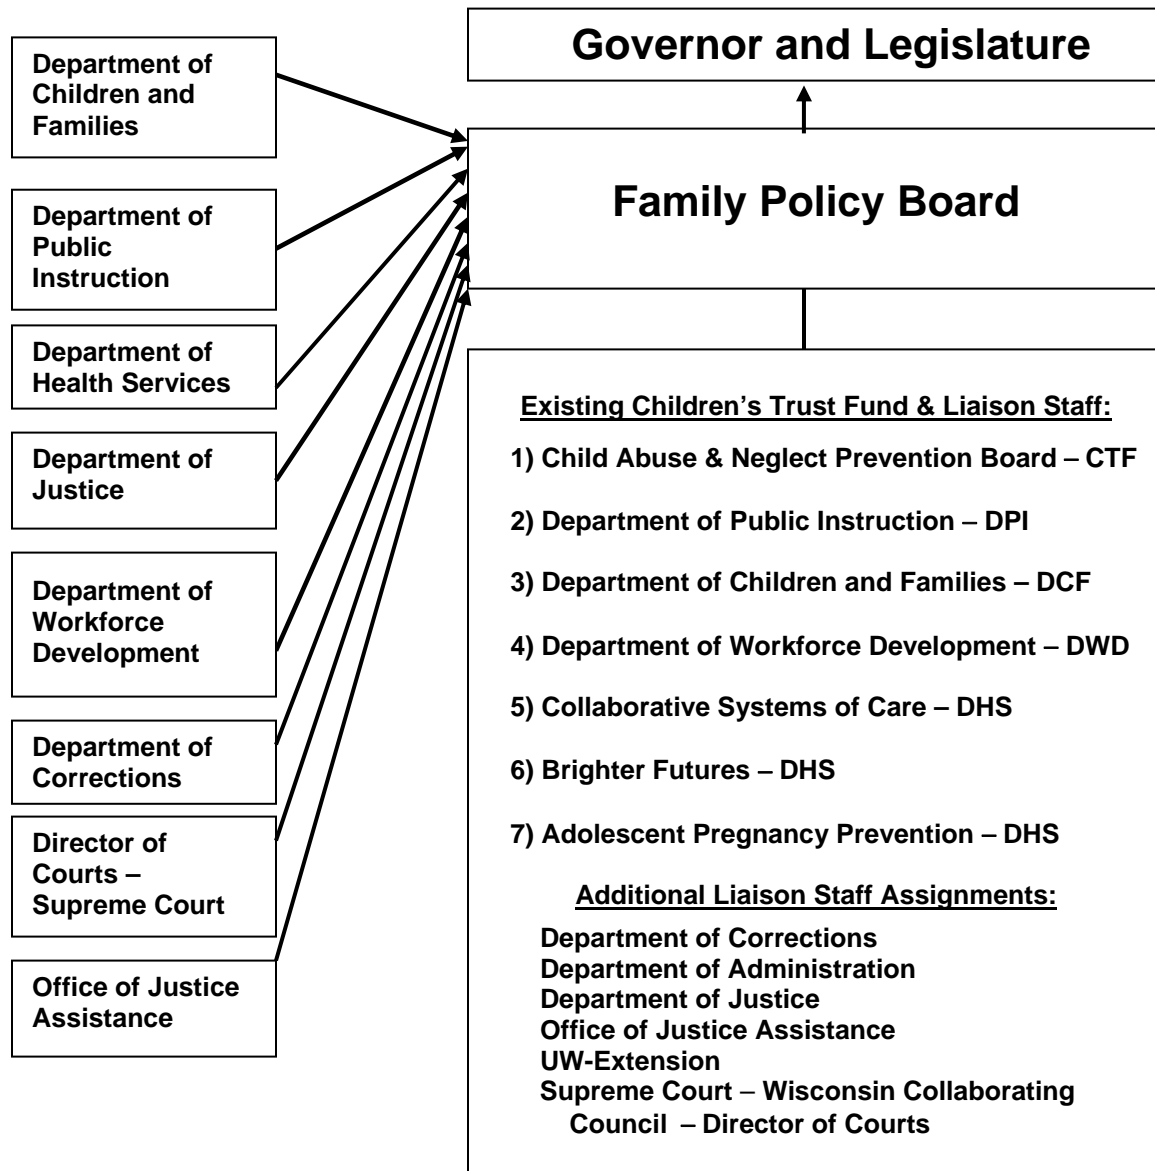 Governor and Legislature
Department of
Children and
Families
Family Policy Board
Department of
Public
Instruction
Department of
Health Services
Department of
Justice
Department of
Workforce
Development
Department of
Corrections
Director of
Courts –
Supreme Court
Office of Justice
Assistance
Existing Children’s Trust Fund & Liaison Staff:
1) Child Abuse & Neglect Prevention Board – CTF
2) Department of Public Instruction – DPI
3) Department of Children and Families – DCF
4) Department of Workforce Development – DWD
5) Collaborative Systems of Care – DHS
6) Brighter Futures – DHS
7) Adolescent Pregnancy Prevention – DHS
Additional Liaison Staff Assignments:
Department of Corrections
Department of Administration
Department of Justice
Office of Justice Assistance
UW-Extension
Supreme Court – Wisconsin Collaborating
Council – Director of Courts